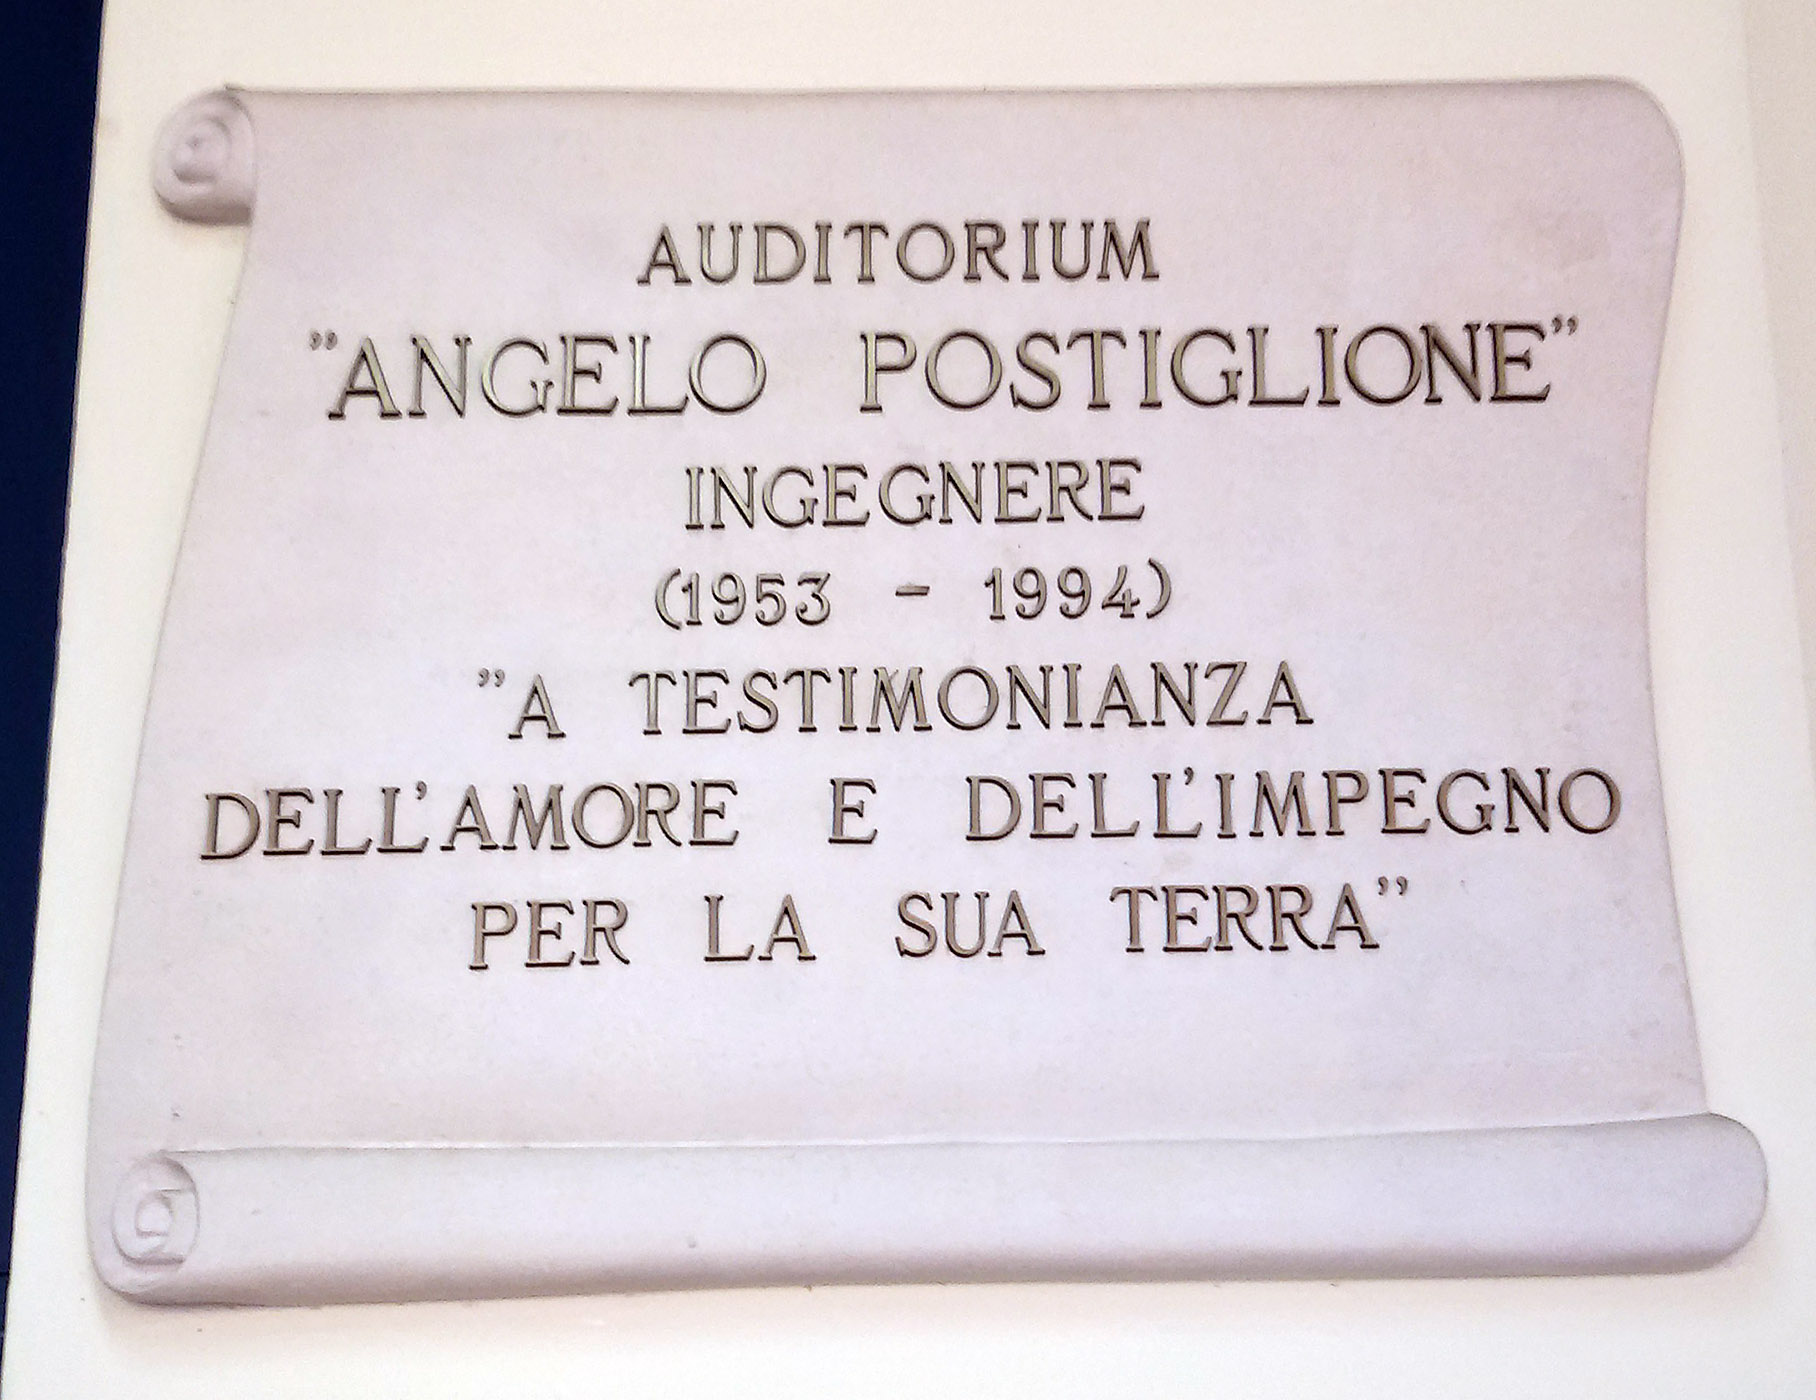 AUDITORIUM
"ANGELO POSTIGLIONE"
INGEGNERE
(1953 - 1994)
"A TESTIMONIANZA
DELL'AMORE E DELL'IMPEGNO
PER LA SUA TERRA"